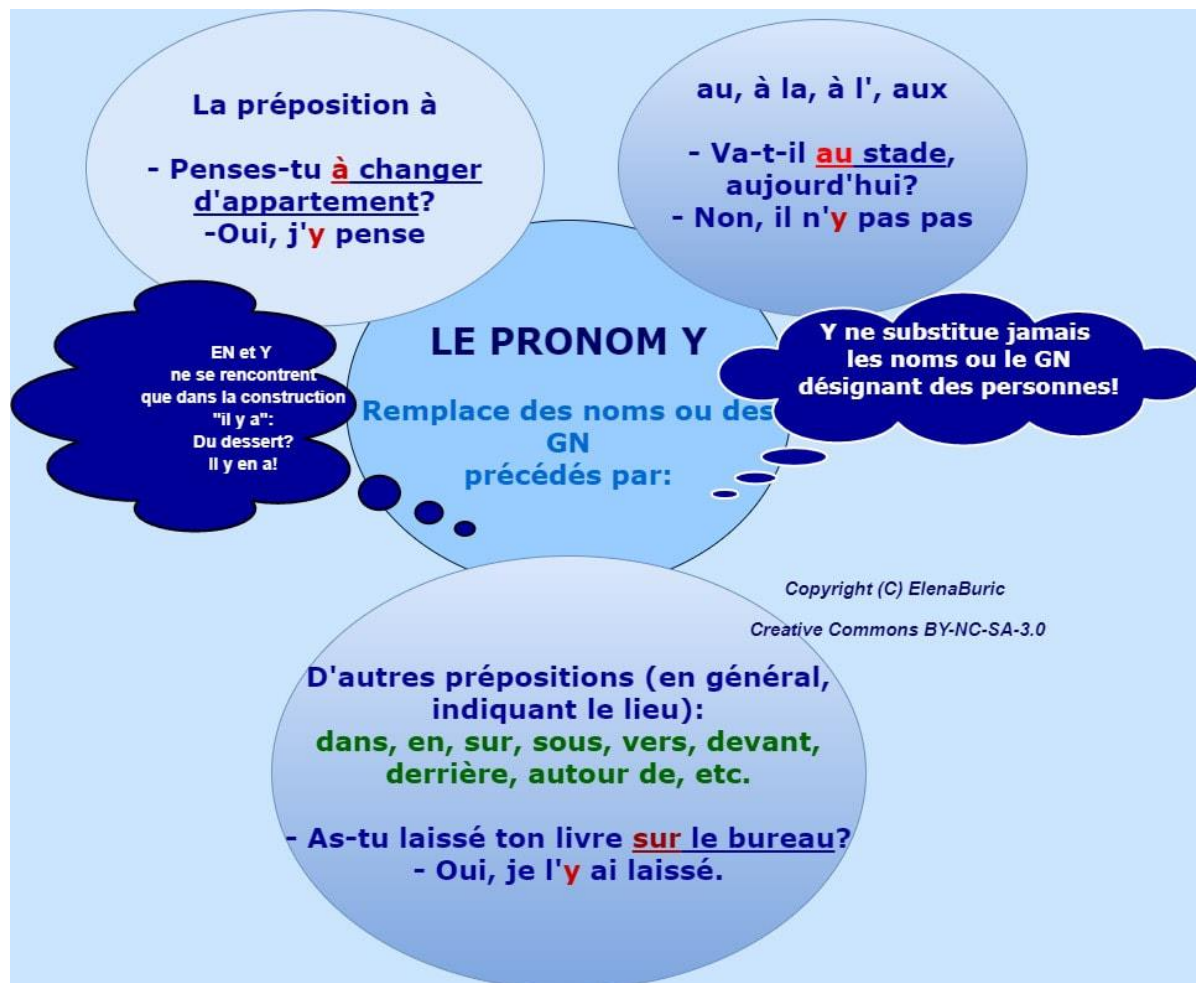 La préposition à
- Penses-tu à changer
d'appartement?
-Oui, j'y pense
au, à la, à l', aux
- Va-t-il au stade,
aujourd'hui?
- Non, il n'y pas pas
LE PRONOM Y
Remplace des noms ou des
GN
précédés par:
EN et Y
ne se rencontrent
que dans la construction
"il y a":
Du dessert?
Il y en a!
Y ne substitue jamais
les noms ou le GN
désignant des personnes!
Copyright (C) ElenaBuric
Creative Commons BY-NC-SA-3.0
D'autres prépositions (en général,
indiquant le lieu):
dans, en, sur, sous, vers, devant,
derrière, autour de, etc.
- As-tu laissé ton livre sur le bureau?
- Oui, je l'y ai laissé.